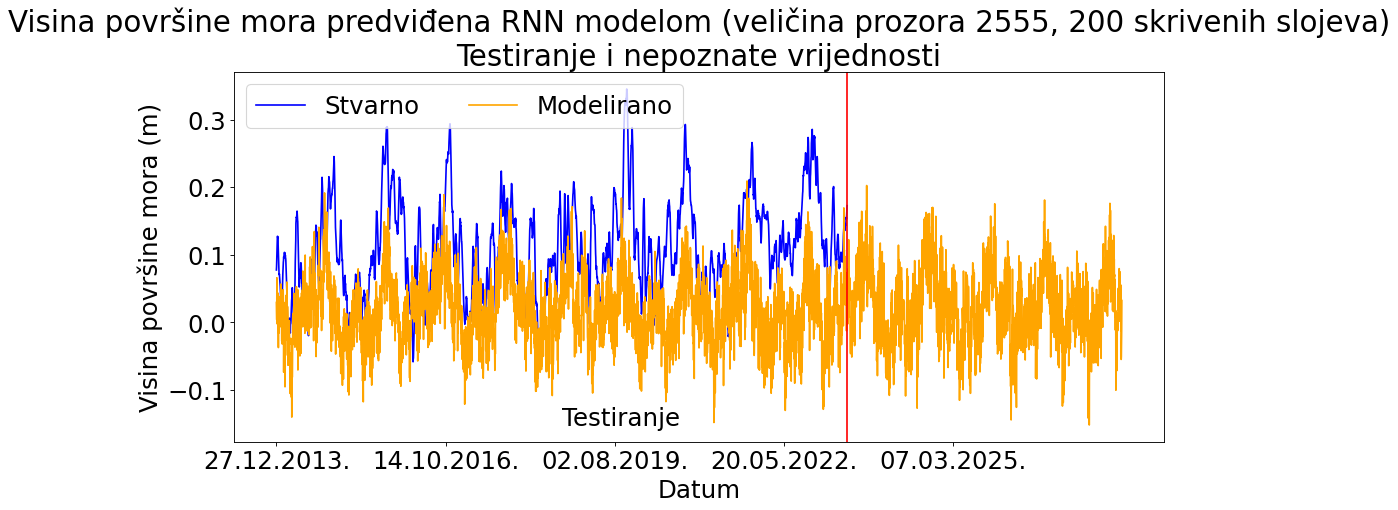 Visina površine mora predviđena RNN modelom (veličina prozora 2555, 200 skrivenih slojeva)
Testiranje i nepoznate vrijednosti
Stvarno
Modelirano
Visina površine mora (m)
0.3
0.2
0.1
0.0
−0.1
Testiranje
27.12.2013.
14.10.2016.
02.08.2019.
20.05.2022.
07.03.2025.
Datum